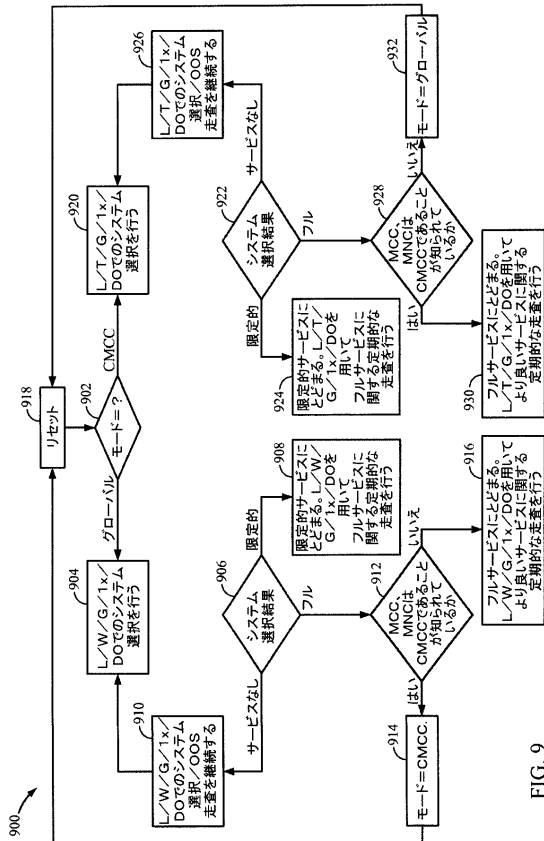 900
リセット
918
モード=?
902
グローバル
CMCC
L/W/G/1x/
DOでのシステム
選択を行う
904
L/T/G/1x/
DOでのシステム
選択を行う
920
L/W/G/1x/
DOでのシステム
選択/OOS
走査を継続する
910
サービスなし
システム
選択結果
906
限定的
限定的サービスに
とどまる。L/W/
G/1x/DOを
用いて
フルサービスに
関する定期的な
走査を行う
908
フル
限定的サービスに
とどまる。L/T/
G/1x/DOを
用いて
フルサービスに
関する定期的な
走査を行う
924
限定的
システム
選択結果
922
サービスなし
フル
L/T/G/1x/
DOでのシステム
選択/OOS
走査を継続する
926
モード=CMCC.
914
はい
MCC、
MNCは
CMCCであること
が知られて
いるか
912
いいえ
フルサービスにとどまる。
L/W/G/1x/DOを用いて
より良いサービスに関する
定期的な走査を行う
916
MCC、
MNCは
CMCCであること
が知られて
いるか
928
はい
いいえ
フルサービスにとどまる。
L/T/G/1x/DOを用いて
より良いサービスに関する
定期的な走査を行う
930
モード=グローバル
932
FIG. 9